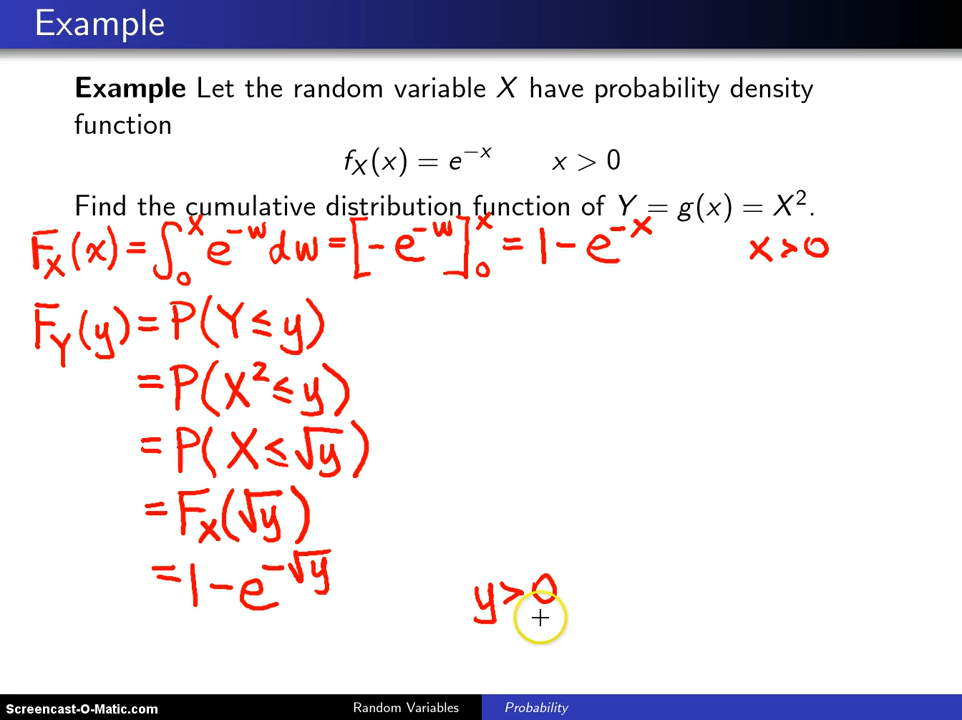 Example
Example Let the random variable X have probability density
function
f_X(x) = e^{−x}     x > 0
Find the cumulative distribution function of Y = g(x) = X².
F_X(x) = ∫_0^x e^{-w} dw = [-e^{-w}]_0^x = 1 - e^{-x}     x > 0
F_Y(y) = P(Y ≤ y)
= P(X² ≤ y)
= P(X ≤ √y)
= F_X(√y)
= 1 - e^{-√y}     y > 0
Screencast-O-Matic.com     Random Variables     Probability